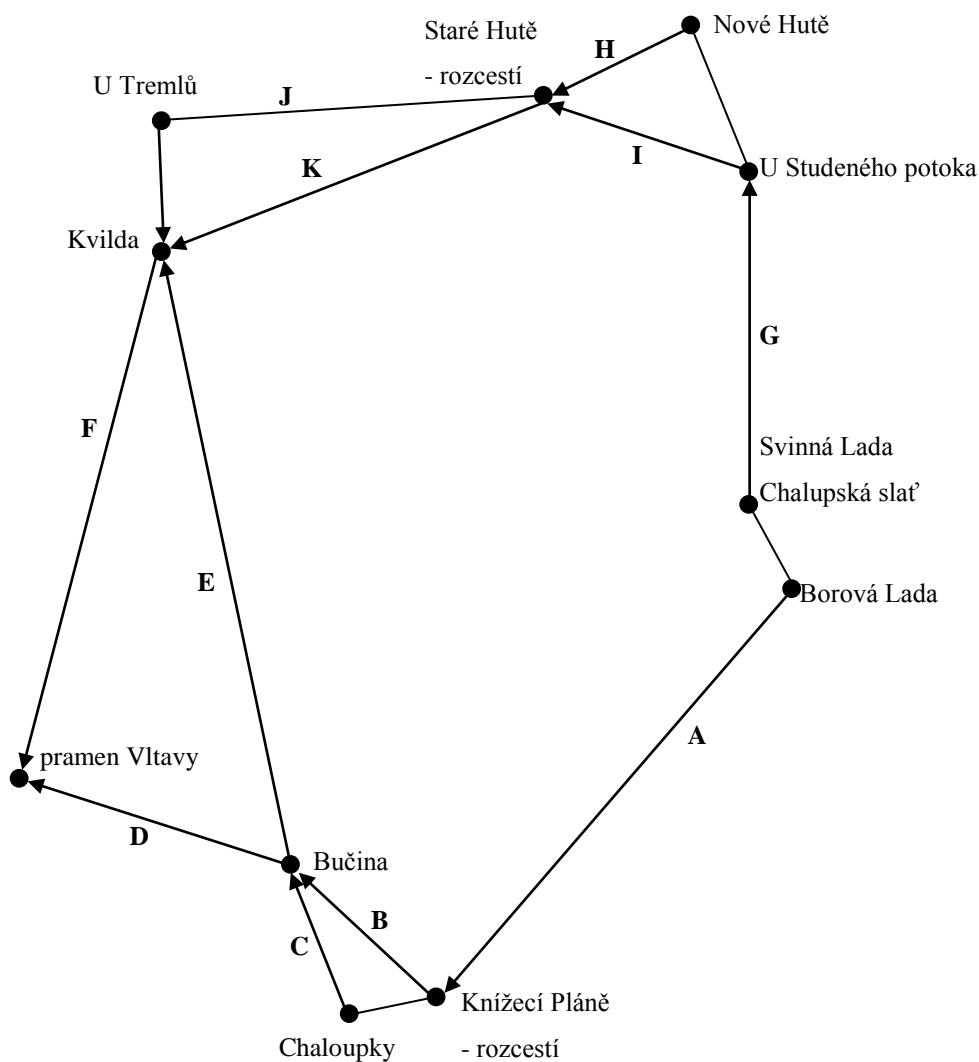 Nové Hutě
Staré Hutě
- rozcestí
H
U Tremlů
J
I
K
U Studeného potoka
Kvilda
G
F
Svinná Lada
Chalupská slať
E
Borová Lada
A
pramen Vltavy
D
Bučina
B
C
Knížecí Pláně
- rozcestí
Chaloupky